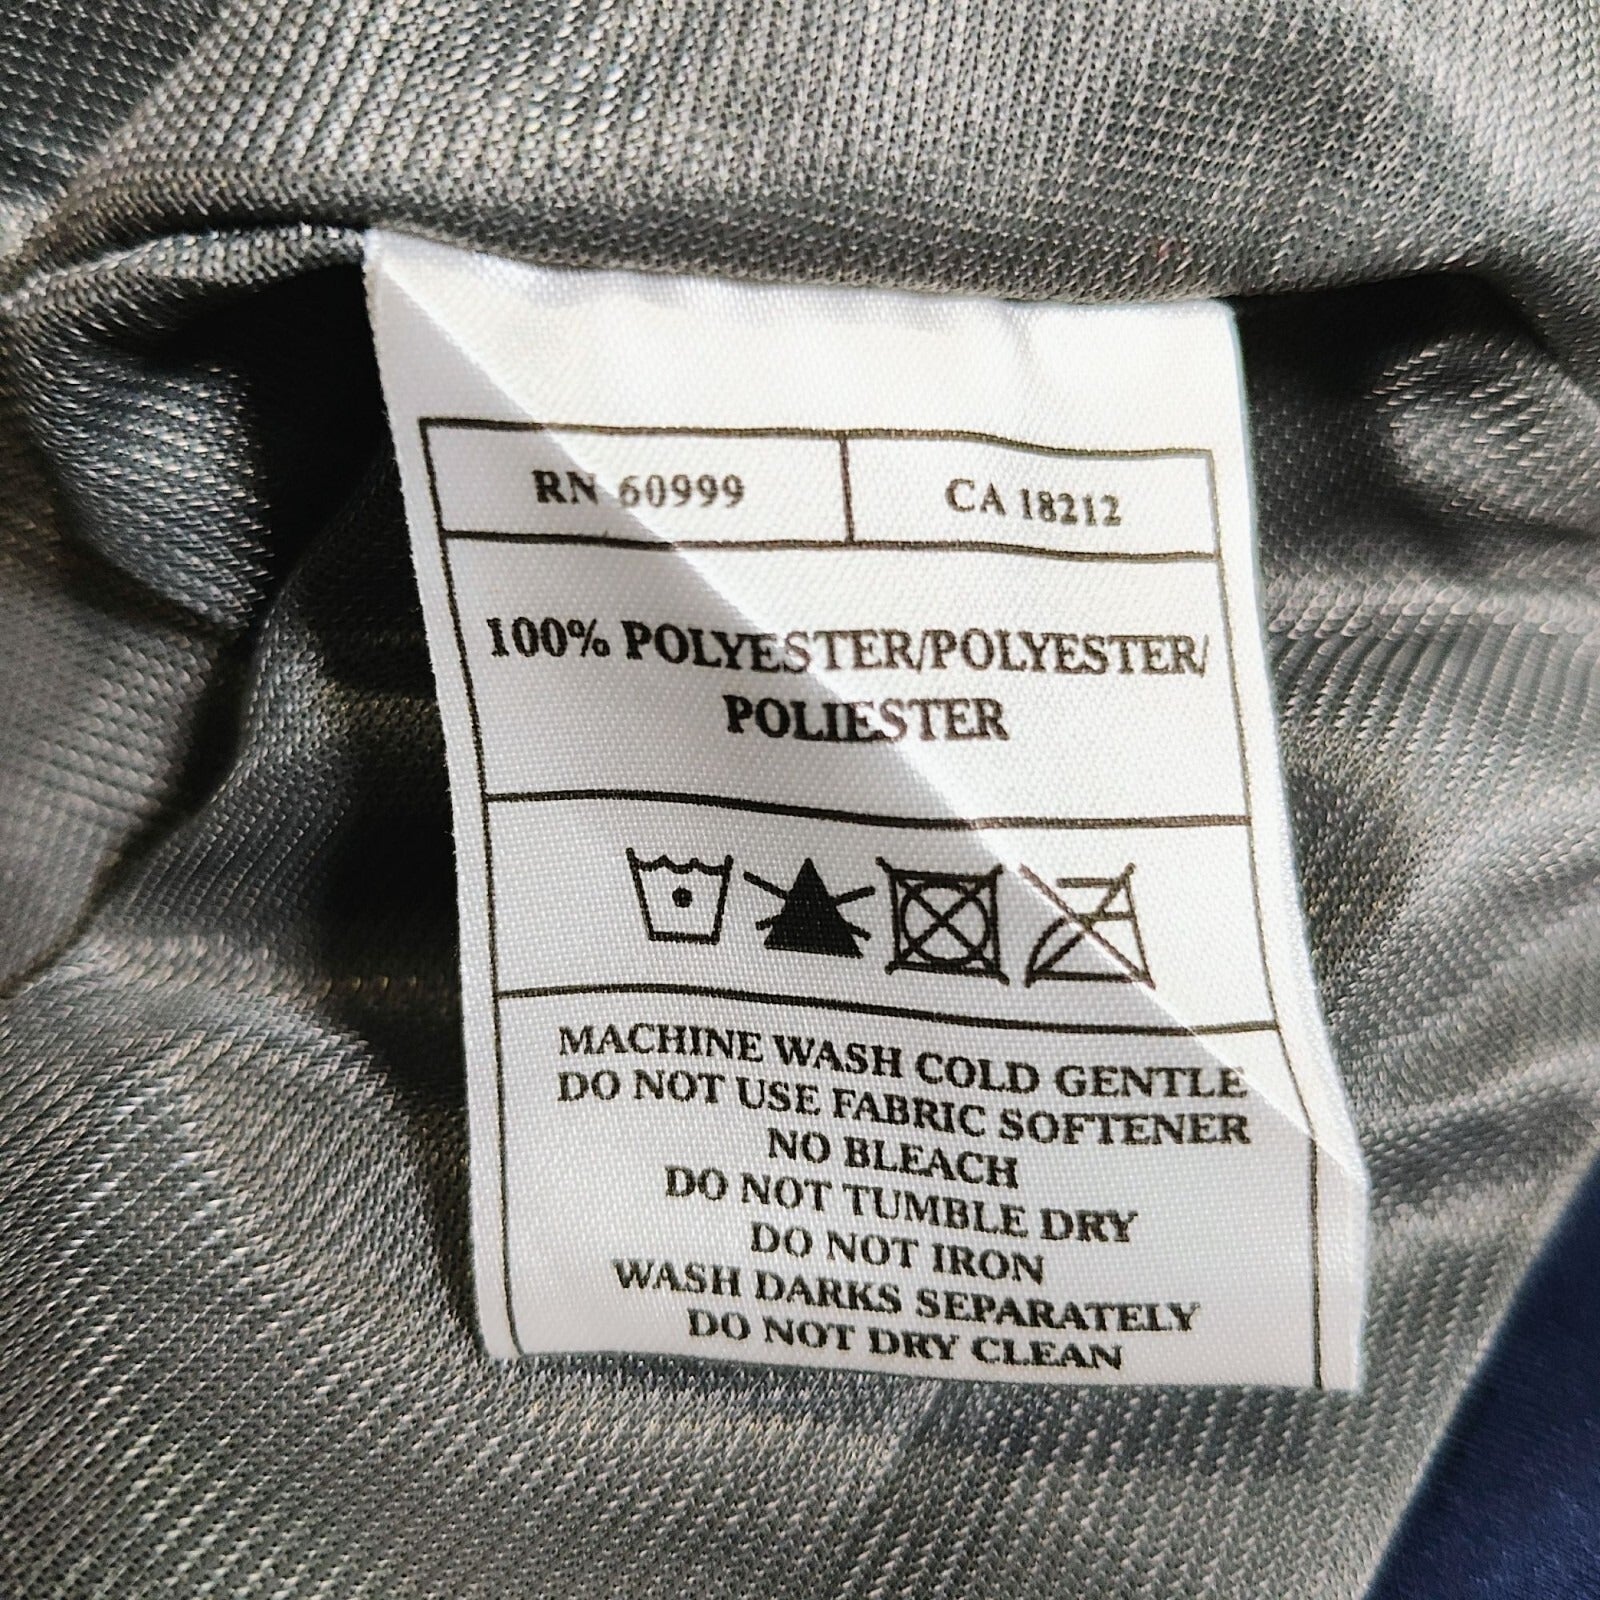 RN 60999 CA 18212
100% POLYESTER/POLYESTER/
POLIESTER
MACHINE WASH COLD GENTLE
DO NOT USE FABRIC SOFTENER
NO BLEACH
DO NOT TUMBLE DRY
DO NOT IRON
WASH DARKS SEPARATELY
DO NOT DRY CLEAN